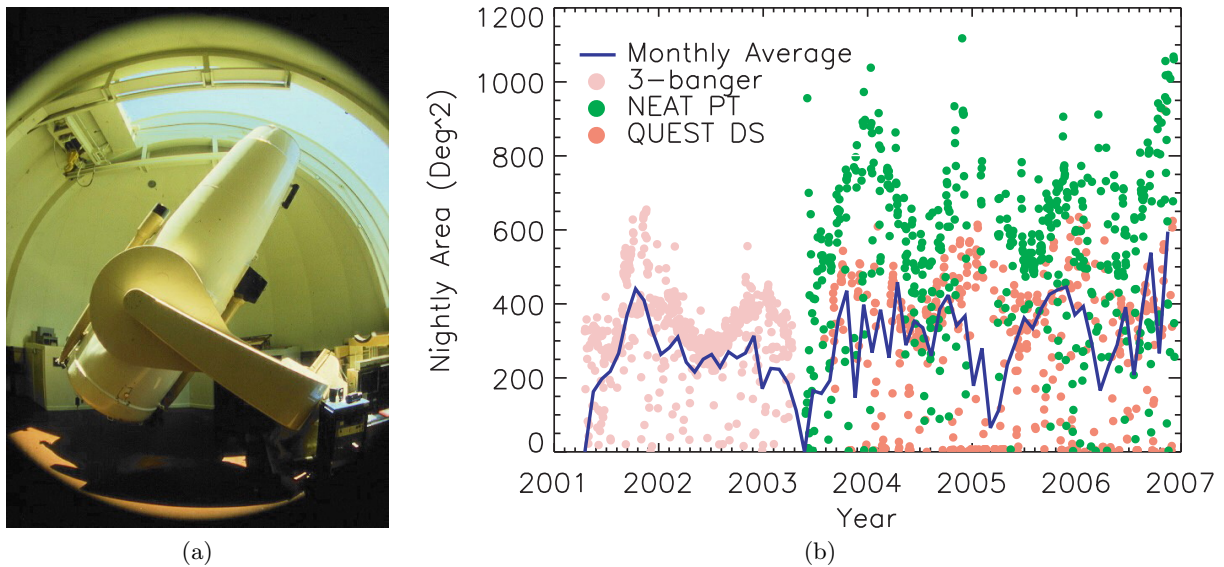 1200
1000
800
600
400
200
0
Nightly Area (Deg^2)
Monthly Average
3-banger
NEAT PT
QUEST DS
2001 2002 2003 2004 2005 2006 2007
Year
(a) (b)